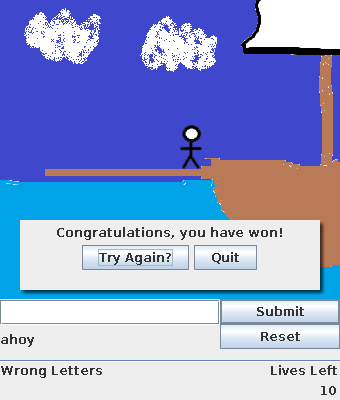 Congratulations, you have won!
Try Again? Quit
Submit
ahoy
Reset
Wrong Letters Lives Left
10